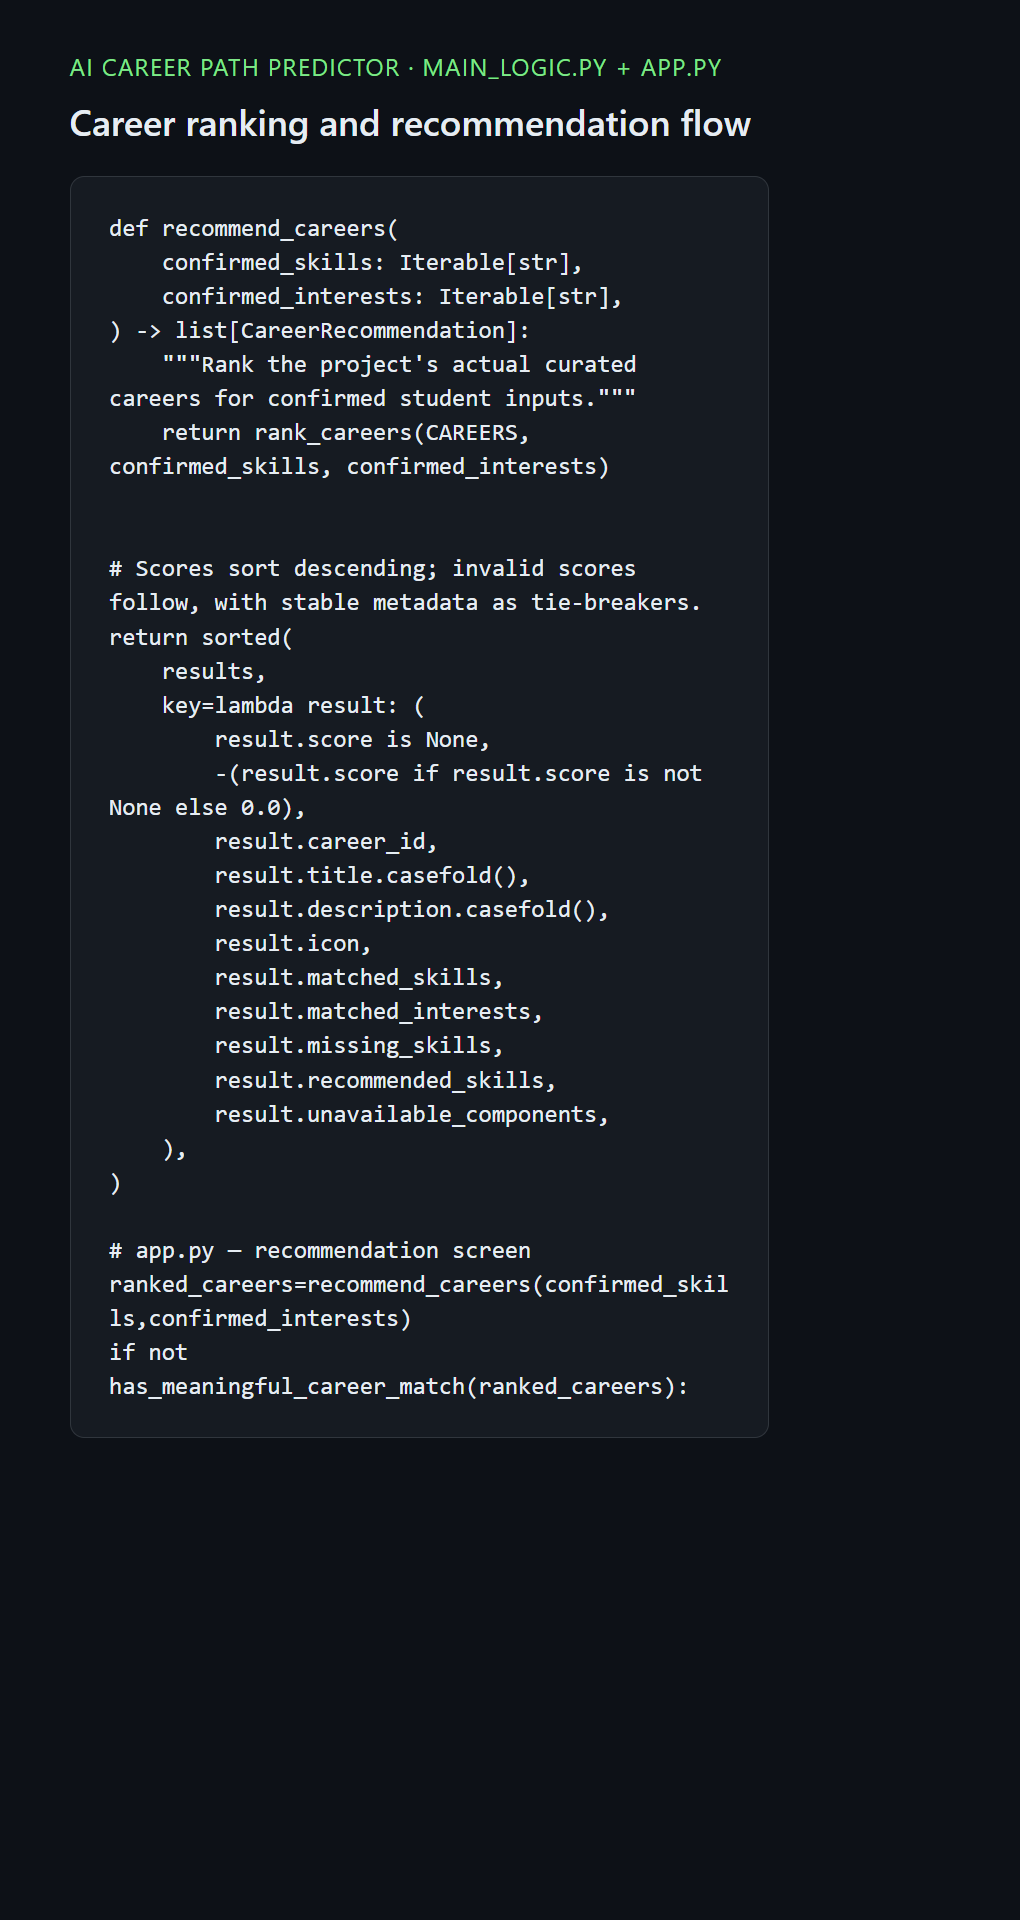 AI CAREER PATH PREDICTOR · MAIN_LOGIC.PY + APP.PY
Career ranking and recommendation flow
def recommend_careers(
    confirmed_skills: Iterable[str],
    confirmed_interests: Iterable[str],
) -> list[CareerRecommendation]:
    """Rank the project's actual curated
careers for confirmed student inputs."""
    return rank_careers(CAREERS,
confirmed_skills, confirmed_interests)
# Scores sort descending; invalid scores
follow, with stable metadata as tie-breakers.
return sorted(
    results,
    key=lambda result: (
        result.score is None,
        -(result.score if result.score is not
None else 0.0),
        result.career_id,
        result.title.casefold(),
        result.description.casefold(),
        result.icon,
        result.matched_skills,
        result.matched_interests,
        result.missing_skills,
        result.recommended_skills,
        result.unavailable_components,
    ),
)
# app.py — recommendation screen
ranked_careers=recommend_careers(confirmed_skil
ls,confirmed_interests)
if not
has_meaningful_career_match(ranked_careers):